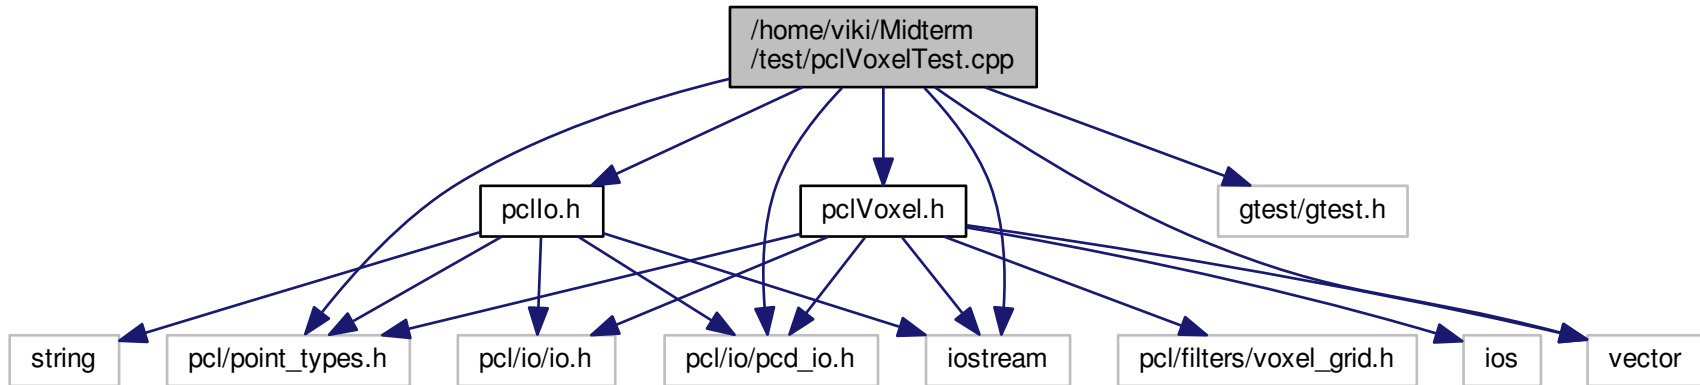 /home/viki/Midterm
/test/pclVoxelTest.cpp
pclIo.h
pclVoxel.h
gtest/gtest.h
string
pcl/point_types.h
pcl/io/io.h
pcl/io/pcd_io.h
iostream
pcl/filters/voxel_grid.h
ios
vector